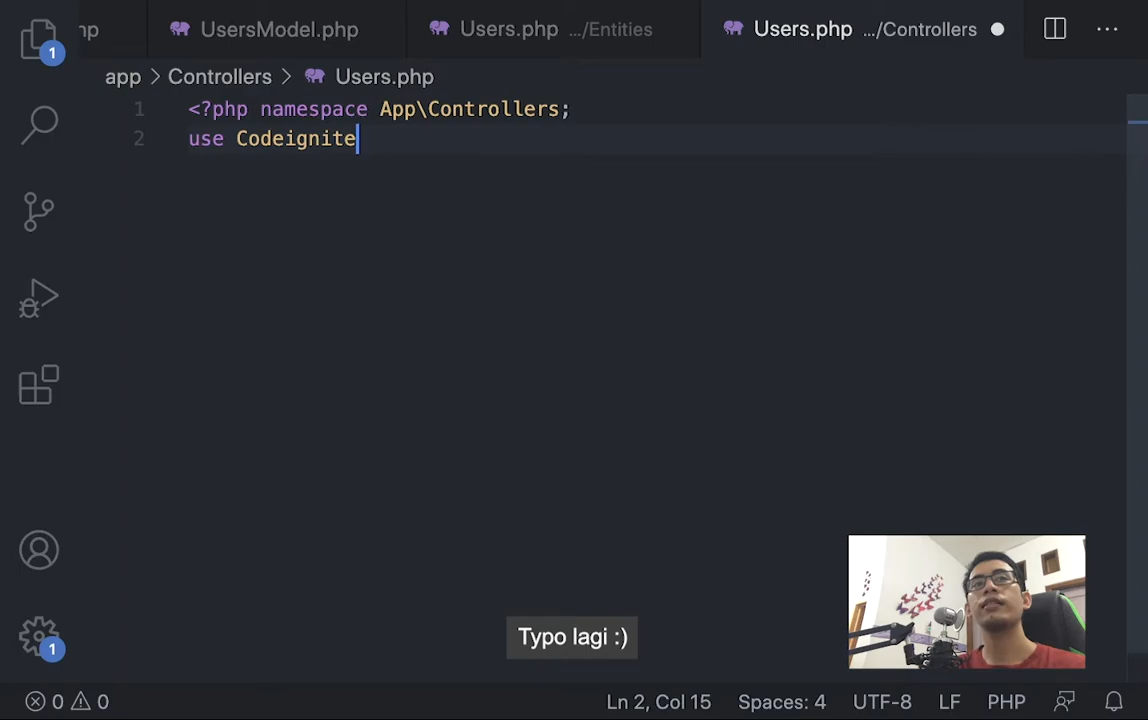 1
hp
UsersModel.php
Users.php .../Entities
Users.php .../Controllers
app > Controllers > Users.php
1 <?php namespace App\Controllers;
2 use Codeignite
Typo lagi :)
1
0 0
Ln 2, Col 15 Spaces: 4 UTF-8 LF PHP